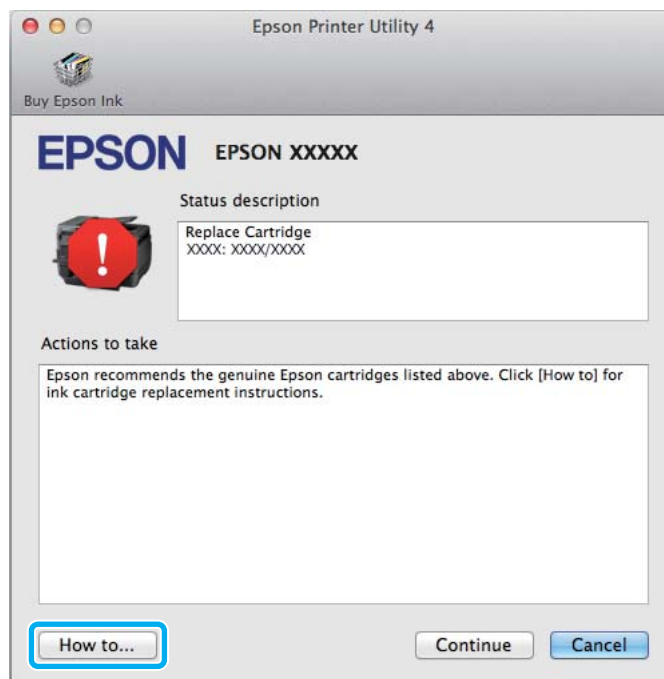 Epson Printer Utility 4
Buy Epson Ink
EPSON EPSON XXXXX
Status description
Replace Cartridge
XXXX: XXXX/XXXX
!
Actions to take
Epson recommends the genuine Epson cartridges listed above. Click [How to] for
ink cartridge replacement instructions.
How to... Continue Cancel